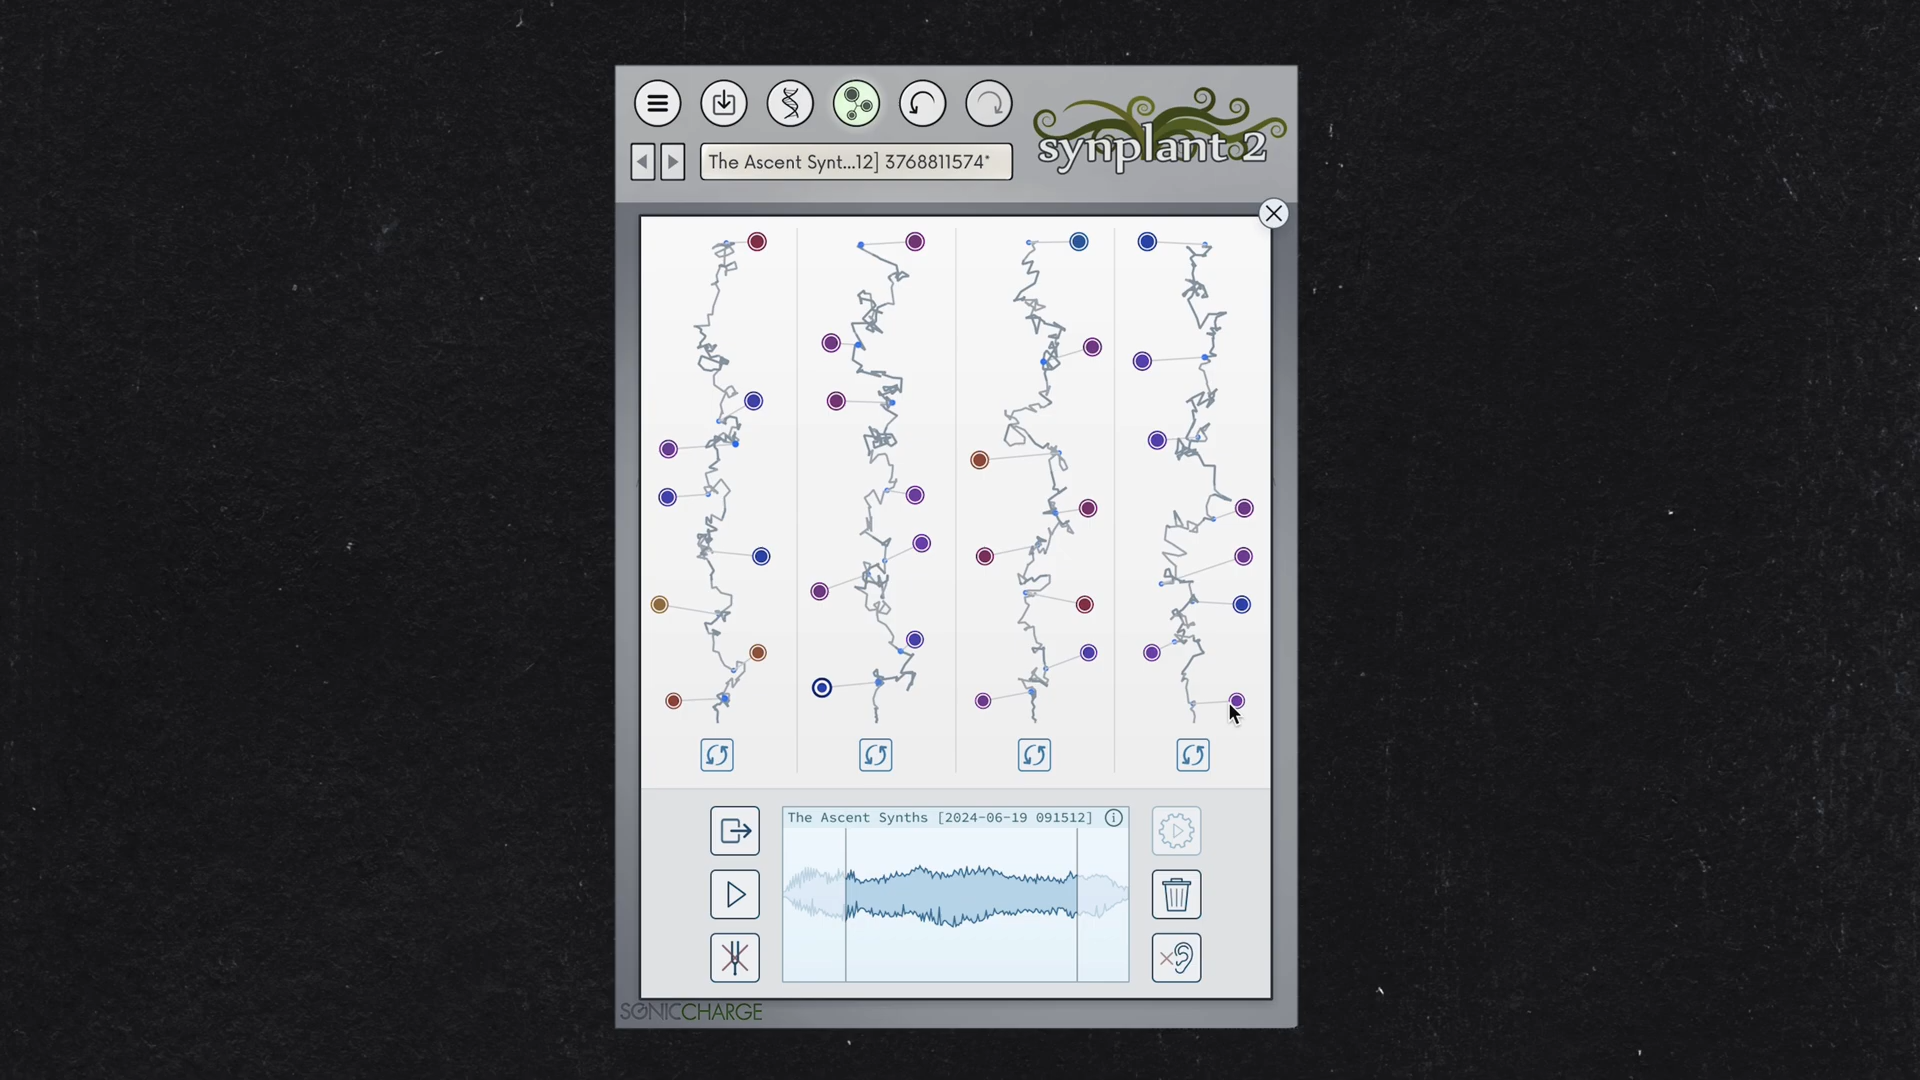 synplant 2
The Ascent Synt...12] 3768811574*
The Ascent Synths [2024-06-19 091512]
SONICCHARGE